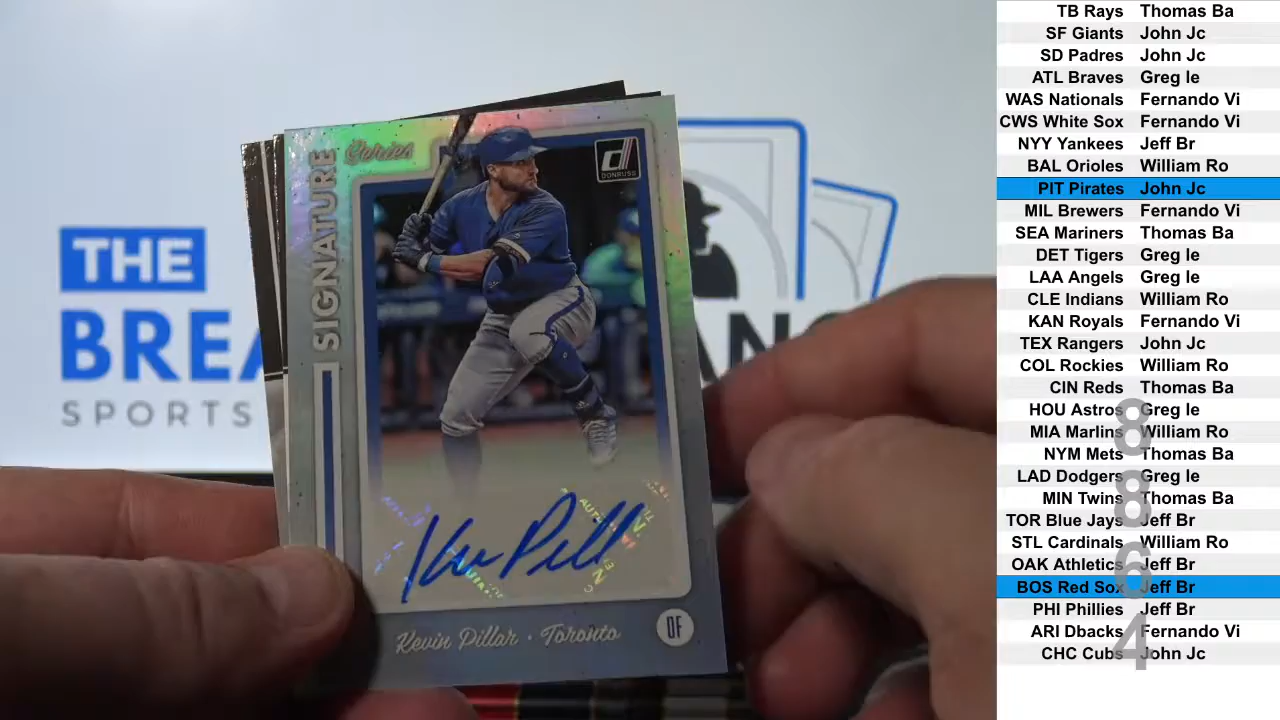 THE
BREA
SPORTS
AN
SIGNATURE
Series
DONRUSS
Kevin Pillar · Toronto
OF
TB Rays Thomas Ba
SF Giants John Jc
SD Padres John Jc
ATL Braves Greg le
WAS Nationals Fernando Vi
CWS White Sox Fernando Vi
NYY Yankees Jeff Br
BAL Orioles William Ro
PIT Pirates John Jc
MIL Brewers Fernando Vi
SEA Mariners Thomas Ba
DET Tigers Greg le
LAA Angels Greg le
CLE Indians William Ro
KAN Royals Fernando Vi
TEX Rangers John Jc
COL Rockies William Ro
CIN Reds Thomas Ba
HOU Astros Greg le
MIA Marlins William Ro
NYM Mets Thomas Ba
LAD Dodgers Greg le
MIN Twins Thomas Ba
TOR Blue Jays Jeff Br
STL Cardinals William Ro
OAK Athletics Jeff Br
BOS Red Sox Jeff Br
PHI Phillies Jeff Br
ARI Dbacks Fernando Vi
CHC Cubs John Jc
8
8
6
4